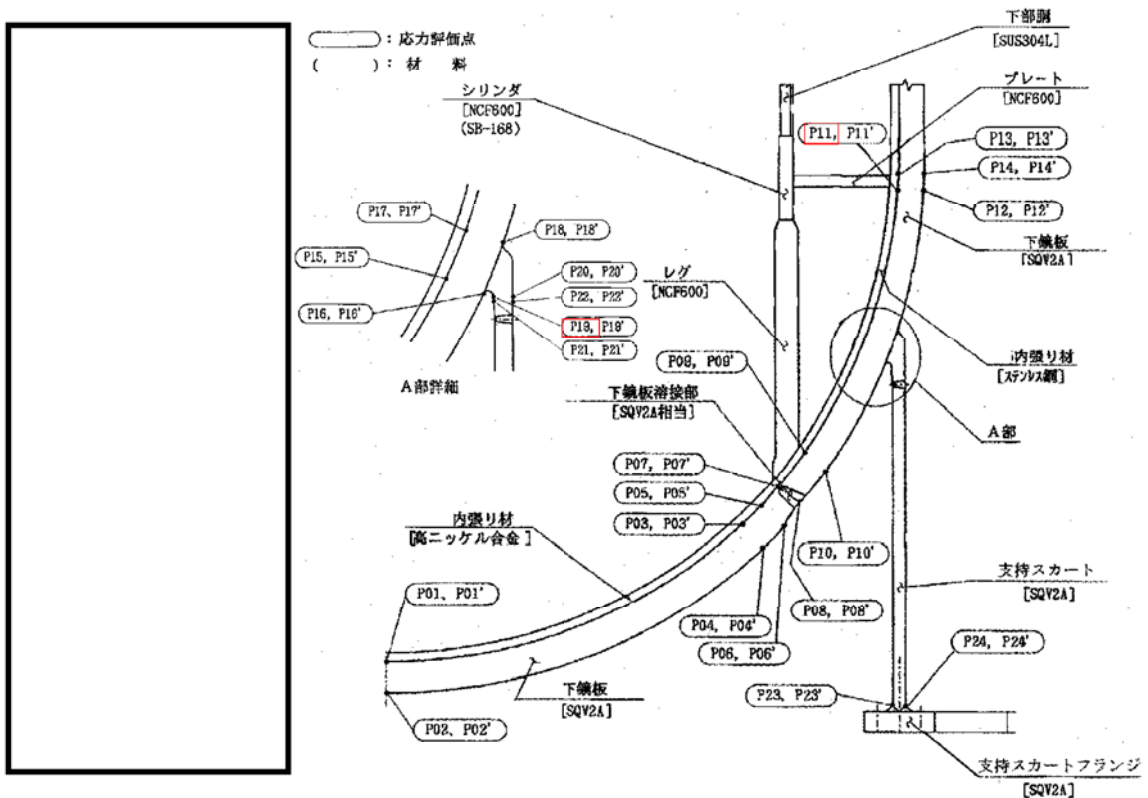 : 応力評価点
( ) : 材 料
シリンダ
[NCF600]
(SB-168)
下部胴
[SUS304L]
プレート
[NCF600]
P11, P11'
P13, P13'
P14, P14'
P12, P12'
下鏡板
[SQV2A]
P17、P17'
P18, P18'
P15, P15'
P20, P20'
P22, P22'
P16, P16'
P19, P19'
P21, P21'
A部詳細
レグ
[NCF600]
P09, P09'
内張り材
[ステンレス鋼]
下鏡板溶接部
[SQV2A相当]
A部
P07, P07'
P05, P05'
P03, P03'
内張り材
[高ニッケル合金]
P10, P10'
支持スカート
[SQV2A]
P01、P01'
P08, P08'
P04, P04'
P06, P06'
P24, P24'
P23, P23'
下鏡板
[SQV2A]
P02、P02'
支持スカートフランジ
[SQV2A]